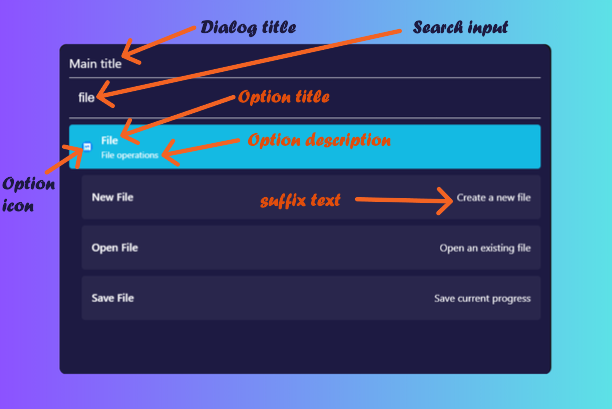 Dialog title
Search input
Main title
file
Option title
File
Option description
File operations
Option
icon
New File
suffix text
Create a new file
Open File
Open an existing file
Save File
Save current progress